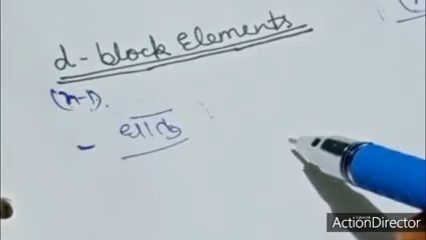 d-block Elements
(n-1).
- धातु
ActionDirector